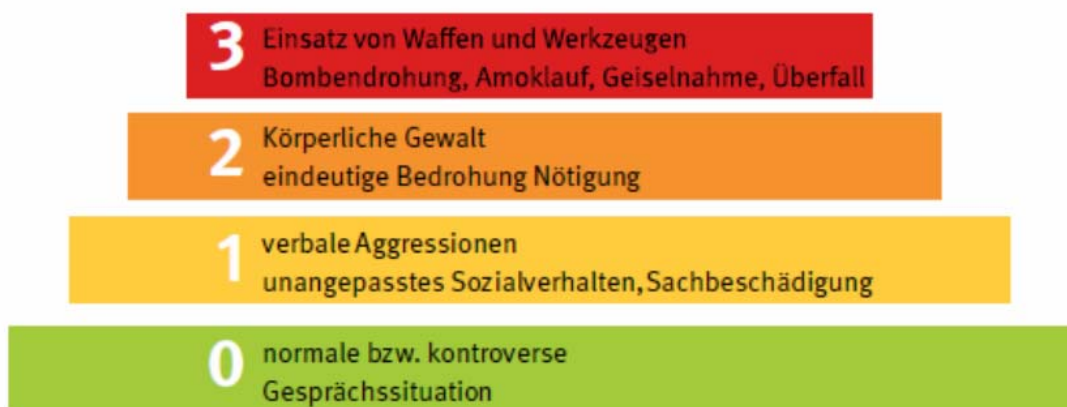 3 Einsatz von Waffen und Werkzeugen
Bombendrohung, Amoklauf, Geiselnahme, Überfall
2 Körperliche Gewalt
eindeutige Bedrohung Nötigung
1 verbale Aggressionen
unangepasstes Sozialverhalten, Sachbeschädigung
0 normale bzw. kontroverse
Gesprächssituation